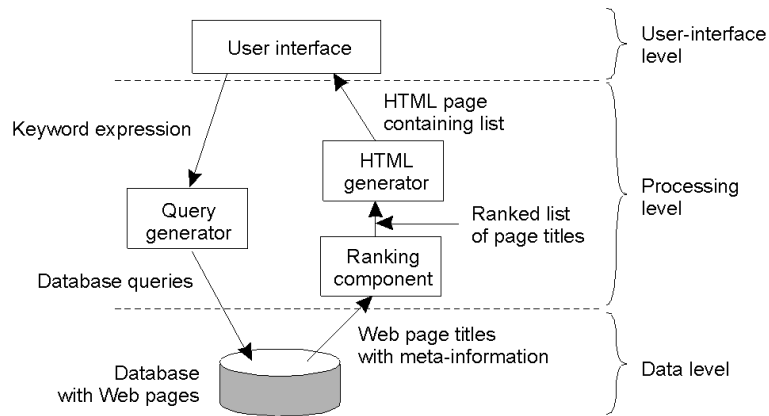 User interface
User-interface
level
Keyword expression
HTML page
containing list
HTML
generator
Processing
level
Query
generator
Ranked list
of page titles
Ranking
component
Database queries
Web page titles
with meta-information
Database
with Web pages
Data level